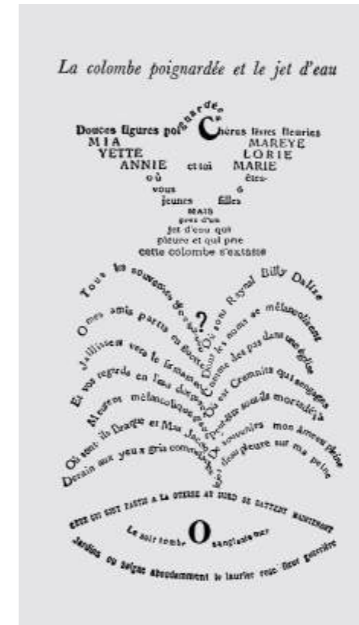 La colombe poignardée et le jet d'eau
Douces figures poignardées Chères lèvres fleuries
MIA MAREYE
YETTE LORIE
ANNIE et toi MARIE
où êtes-
vous ô
jeunes filles
MAIS
près d'un
jet d'eau qui
pleure et qui prie
cette colombe s'extasie
Tous les souvenirs de
?
Où sont Raynal Billy Dalize
O mes amis partis en guerre
Dont les noms se mélancolisent
Jaillissent vers le firmament
Comme des pas dans une église
Et vos regards en l'eau dormant
Où est Cremnitz qui s'engagea
Meurent mélancoliquement
Peut-être sont-ils morts déjà
Où sont-ils Braque et Max Jacob
De souvenirs mon âme est pleine
Derain aux yeux gris comme l'aube
Le jet d'eau pleure sur ma peine
CEUX QUI SONT PARTIS A LA GUERRE AU NORD SE BATTENT MAINTENANT
Le soir tombe O sanglante mer
Jardins où saigne abondamment le laurier rose fleur guerrière